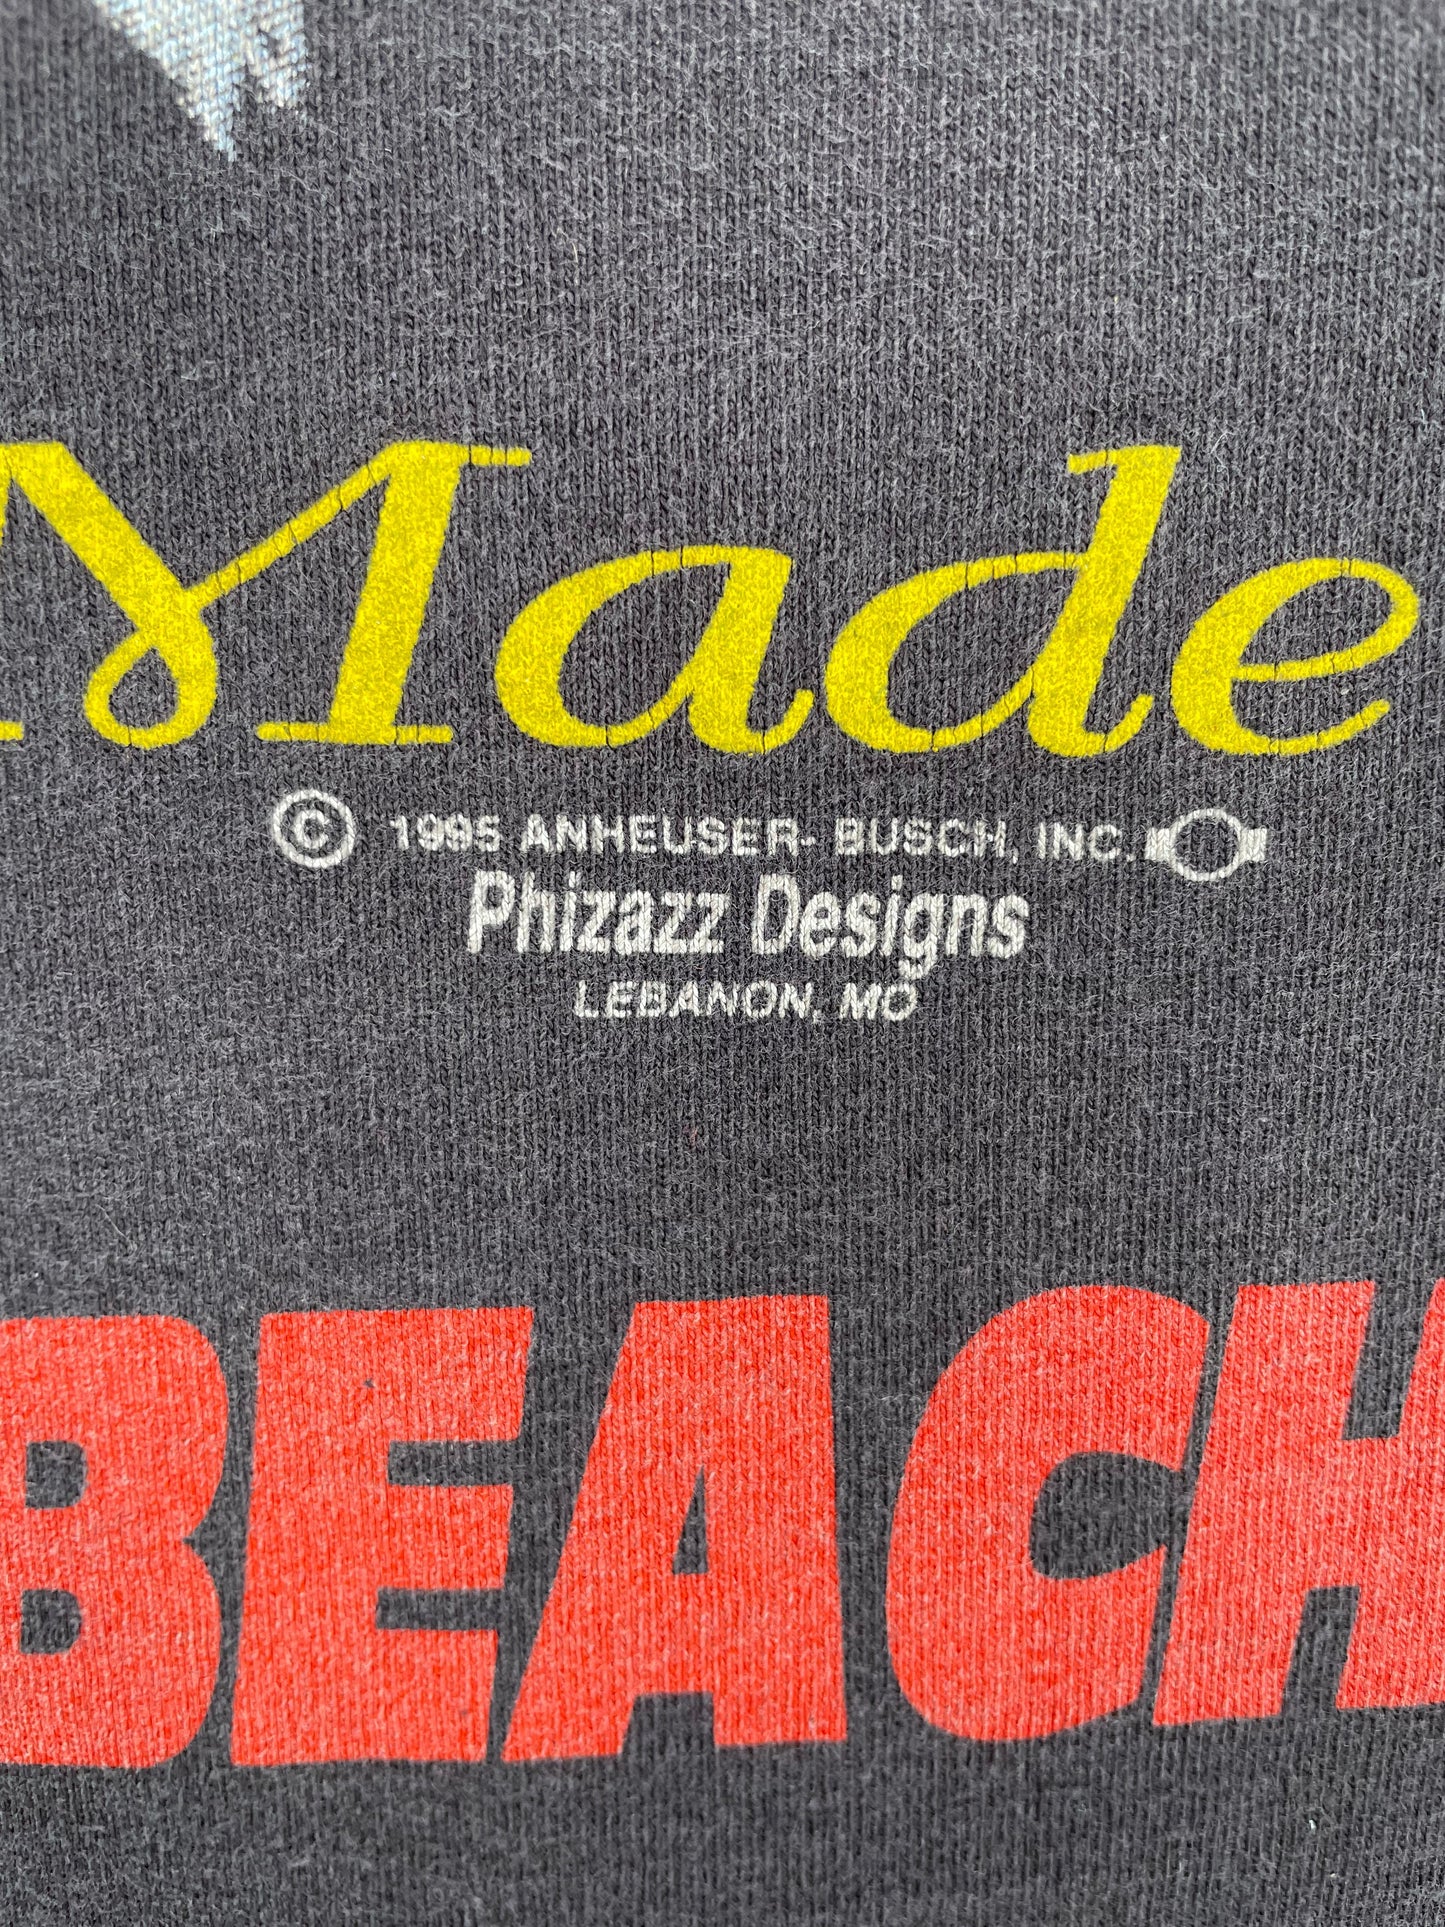 Made
© 1995 ANHEUSER- BUSCH, INC.
Phizazz Designs
LEBANON, MO
BEACH